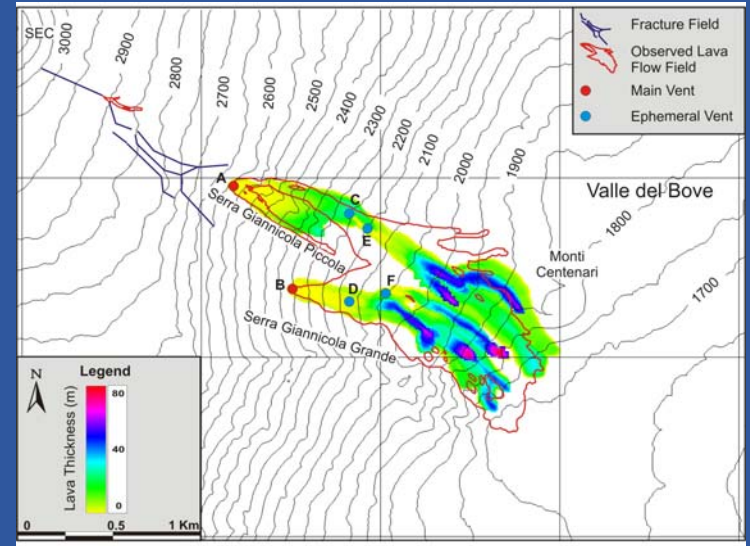 SEC
3000
2900
2800
2700
2600
2500
2400
2300
2200
2100
2000
1900
1800
1700
Fracture Field
Observed Lava
Flow Field
Main Vent
Ephemeral Vent
A
C
E
Serra Giannicola Piccola
Valle del Bove
Monti
Centenari
B
D
F
Serra Giannicola Grande
N
Legend
Lava Thickness (m)
80
40
0
0
0.5
1 Km